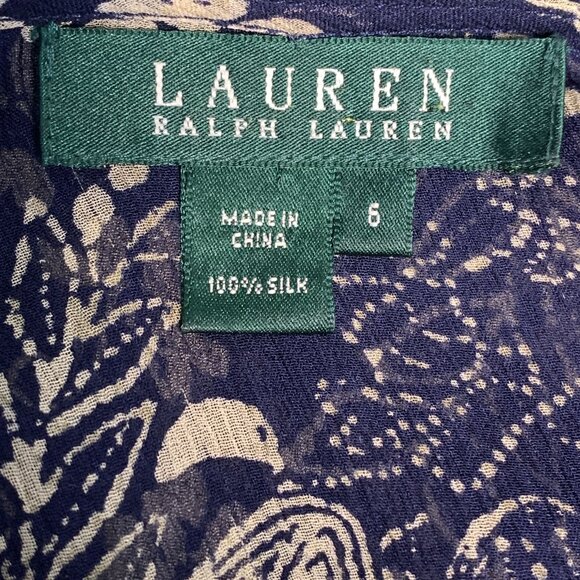 LAUREN
RALPH LAUREN
6
MADE IN
CHINA
100% SILK